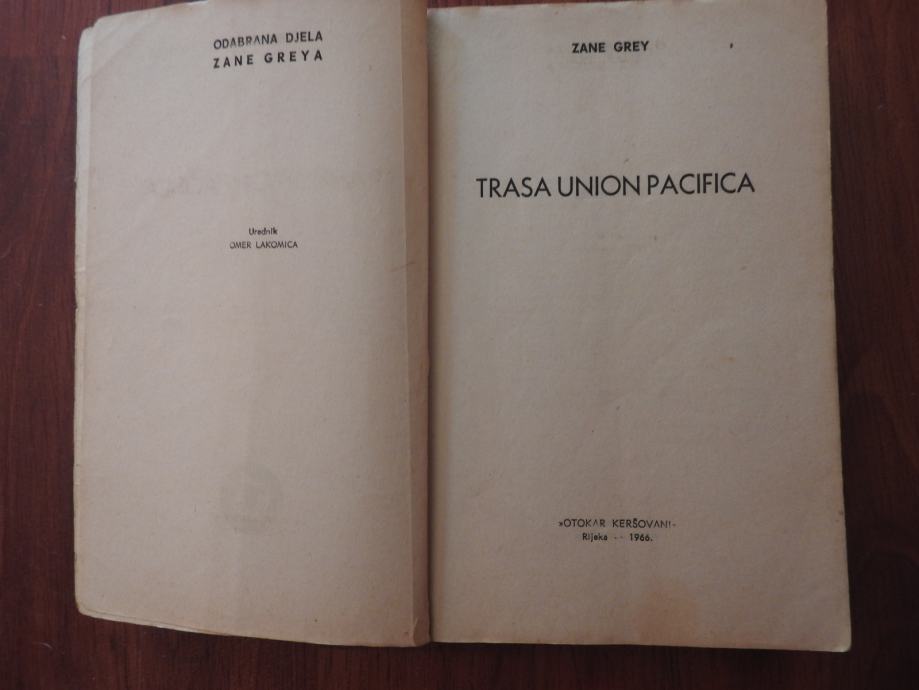 ODABRANA DJELA
ZANE GREYA
Urednik
OMER LAKOMICA
ZANE GREY
TRASA UNION PACIFICA
»OTOKAR KERŠOVANI«
Rijeka -- 1966.